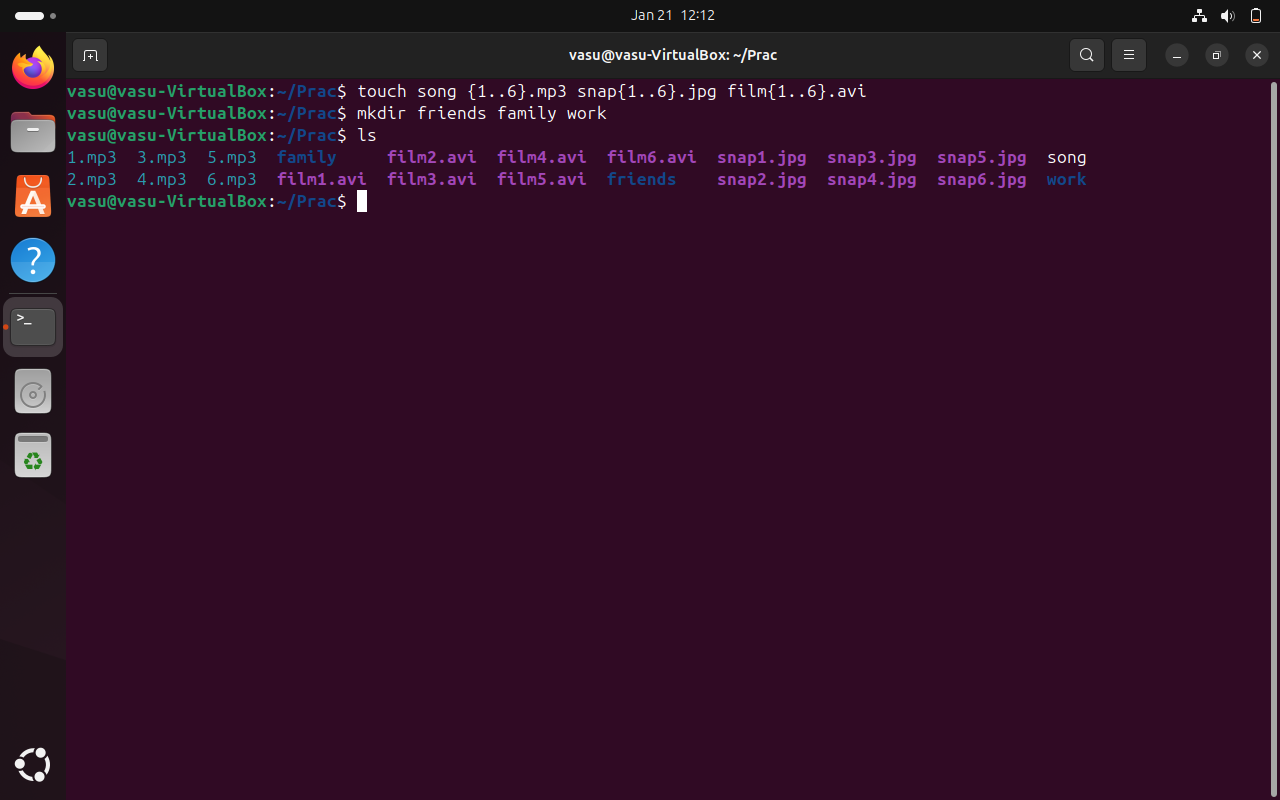 Jan 21 12:12
vasu@vasu-VirtualBox: ~/Prac
vasu@vasu-VirtualBox:~/Prac$ touch song {1..6}.mp3 snap{1..6}.jpg film{1..6}.avi
vasu@vasu-VirtualBox:~/Prac$ mkdir friends family work
vasu@vasu-VirtualBox:~/Prac$ ls
1.mp3 3.mp3 5.mp3 family film2.avi film4.avi film6.avi snap1.jpg snap3.jpg snap5.jpg song
2.mp3 4.mp3 6.mp3 film1.avi film3.avi film5.avi friends snap2.jpg snap4.jpg snap6.jpg work
vasu@vasu-VirtualBox:~/Prac$